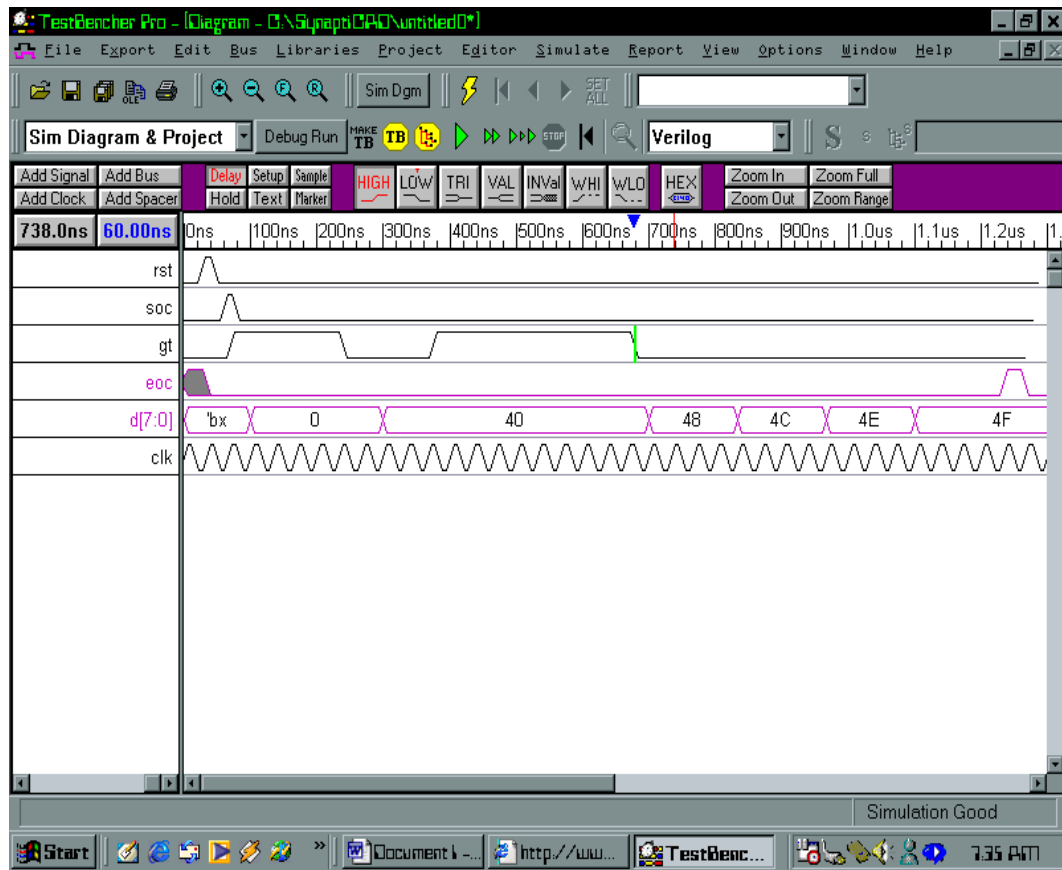 TestBencher Pro - [Diagram - C:\SynaptiCAD\untitled0*]
File Export Edit Bus Libraries Project Editor Simulate Report View Options Window Help
OLE F R Sim Dgm SET ALL
Sim Diagram & Project Debug Run MAKE TB TB STOP Verilog S s S
Add Signal Add Bus Delay Setup Sample HIGH LOW TRI VAL INVal WHI WLO HEX Zoom In Zoom Full
Add Clock Add Spacer Hold Text Marker Zoom Out Zoom Range
738.0ns 60.00ns 0ns 100ns 200ns 300ns 400ns 500ns 600ns 700ns 800ns 900ns 1.0us 1.1us 1.2us 1.
rst
soc
gt
eoc
d[7:0] 'bx 0 40 48 4C 4E 4F
clk
Simulation Good
Start » Document1 -... http://ww... TestBenc... 7:35 AM